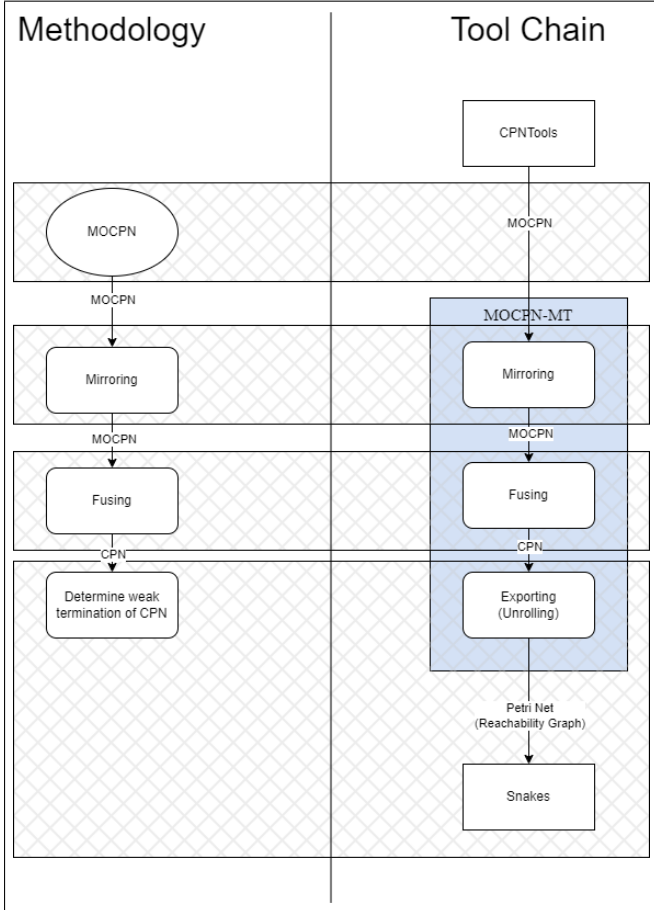 Methodology
Tool Chain
CPNTools
MOCPN
MOCPN
MOCPN
MOCPN-MT
Mirroring
Mirroring
MOCPN
MOCPN
Fusing
Fusing
CPN
CPN
Determine weak
termination of CPN
Exporting
(Unrolling)
Petri Net
(Reachability Graph)
Snakes